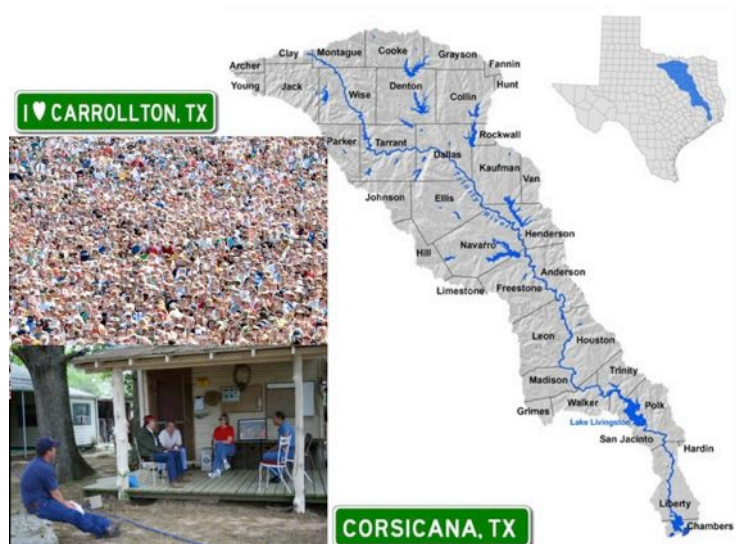 I ♥ CARROLLTON, TX
Clay
Montague
Cooke
Grayson
Fannin
Archer
Young
Jack
Wise
Denton
Collin
Hunt
Rockwall
Parker
Tarrant
Dallas
Kaufman
Van
Johnson
Ellis
Henderson
Hill
Navarro
Anderson
Limestone
Freestone
Leon
Houston
Madison
Trinity
Grimes
Walker
Polk
Lake Livingston
San Jacinto
Hardin
Liberty
Chambers
CORSICANA, TX